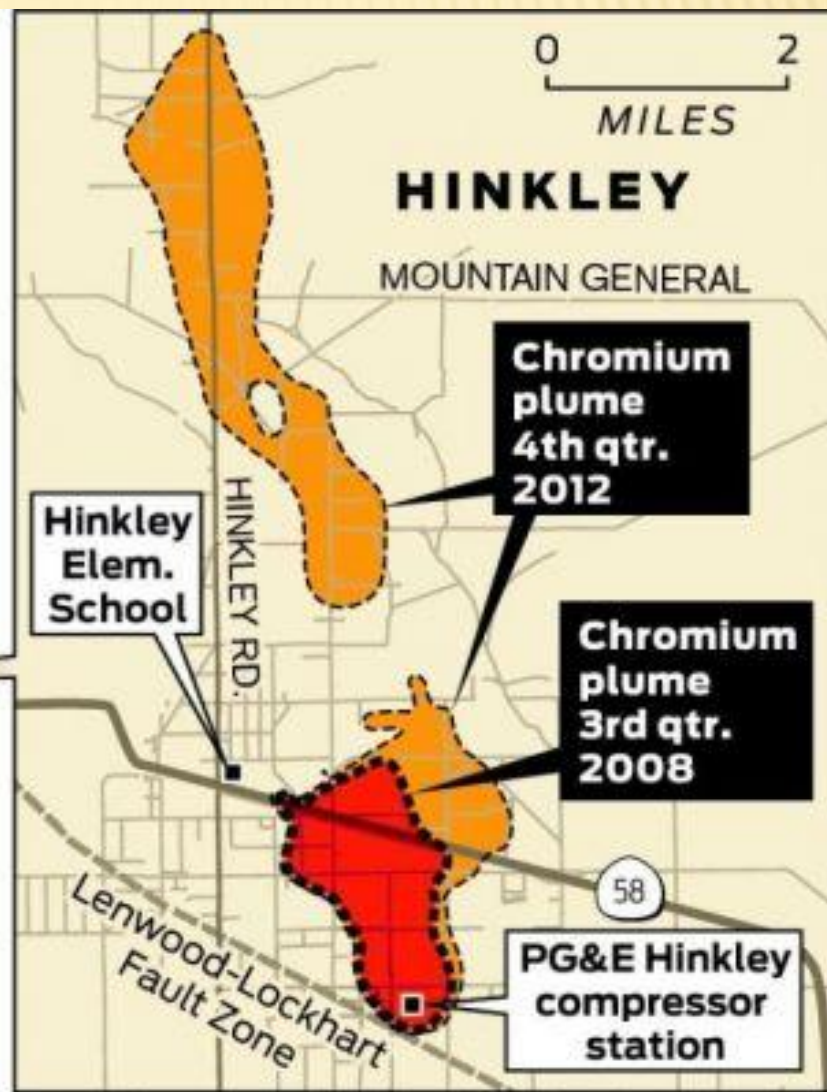 0 2
MILES
HINKLEY
MOUNTAIN GENERAL
Chromium
plume
4th qtr.
2012
Hinkley
Elem.
School
HINKLEY RD.
Chromium
plume
3rd qtr.
2008
58
Lenwood-Lockhart
Fault Zone
PG&E Hinkley
compressor
station